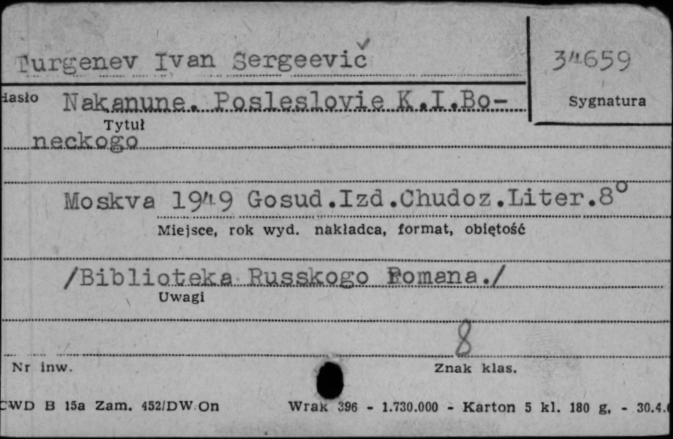 Turgenev Ivan Sergeevič
34659
Hasło
Sygnatura
Nakanune. Posleslovie K.I.Bo-
Tytuł
neckogo
Moskva 1949 Gosud.Izd.Chudoz.Liter.8°
Miejsce, rok wyd. nakładca, format, objętość
/Biblioteka Russkogo Romana./
Uwagi
8
Nr inw.
Znak klas.
CWD B 15a Zam. 452/DW On Wrak 396 - 1.730.000 - Karton 5 kl. 180 g. - 30.4.